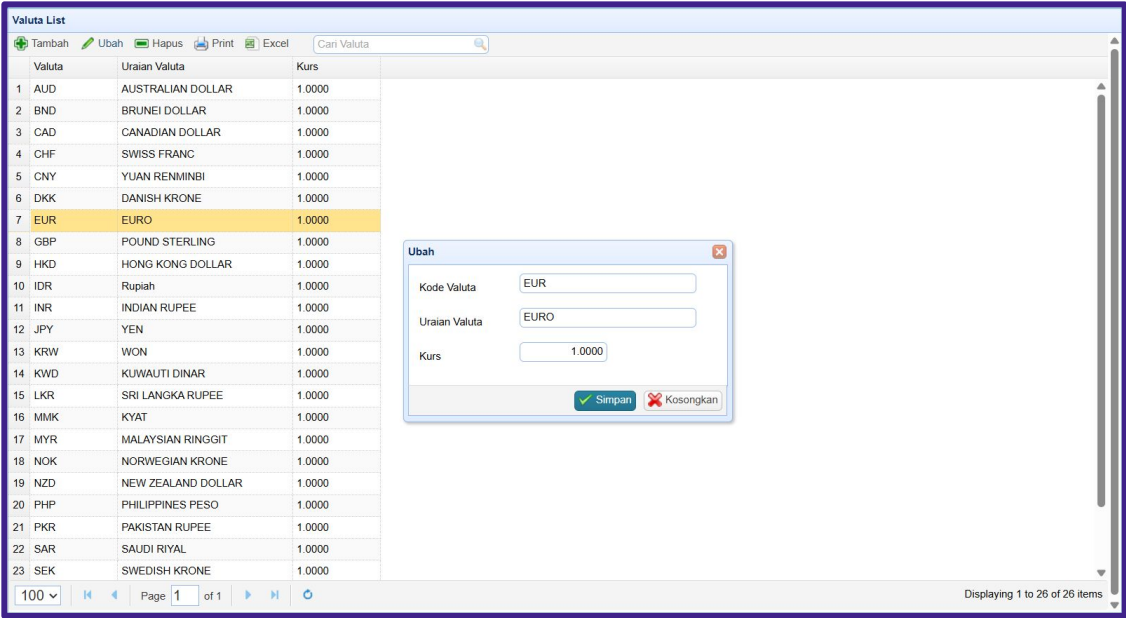 Valuta List
Tambah Ubah Hapus Print Excel Cari Valuta
Valuta Uraian Valuta Kurs
1 AUD AUSTRALIAN DOLLAR 1.0000
2 BND BRUNEI DOLLAR 1.0000
3 CAD CANADIAN DOLLAR 1.0000
4 CHF SWISS FRANC 1.0000
5 CNY YUAN RENMINBI 1.0000
6 DKK DANISH KRONE 1.0000
7 EUR EURO 1.0000
8 GBP POUND STERLING 1.0000
9 HKD HONG KONG DOLLAR 1.0000
10 IDR Rupiah 1.0000
11 INR INDIAN RUPEE 1.0000
12 JPY YEN 1.0000
13 KRW WON 1.0000
14 KWD KUWAUTI DINAR 1.0000
15 LKR SRI LANGKA RUPEE 1.0000
16 MMK KYAT 1.0000
17 MYR MALAYSIAN RINGGIT 1.0000
18 NOK NORWEGIAN KRONE 1.0000
19 NZD NEW ZEALAND DOLLAR 1.0000
20 PHP PHILIPPINES PESO 1.0000
21 PKR PAKISTAN RUPEE 1.0000
22 SAR SAUDI RIYAL 1.0000
23 SEK SWEDISH KRONE 1.0000
Ubah
Kode Valuta EUR
Uraian Valuta EURO
Kurs 1.0000
Simpan Kosongkan
100 Page 1 of 1 Displaying 1 to 26 of 26 items